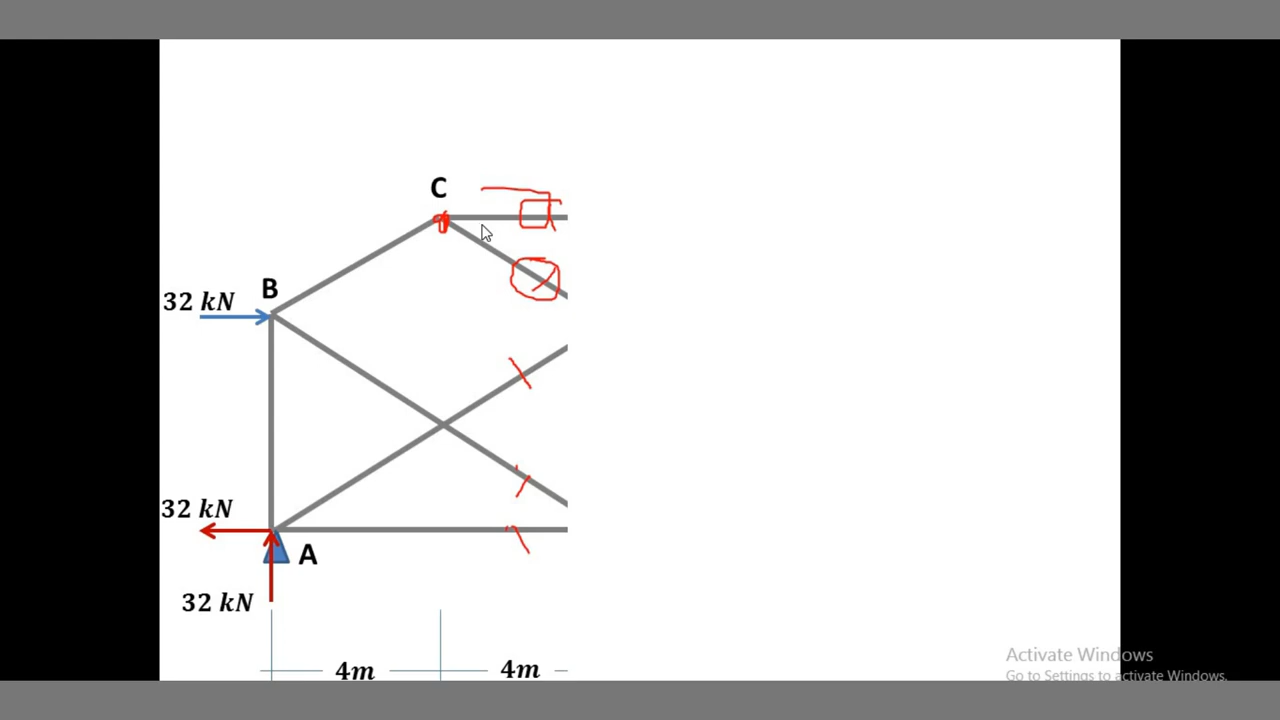 C
B
32 kN
32 kN
A
32 kN
4m 4m
Activate Windows
Go to Settings to activate Windows.